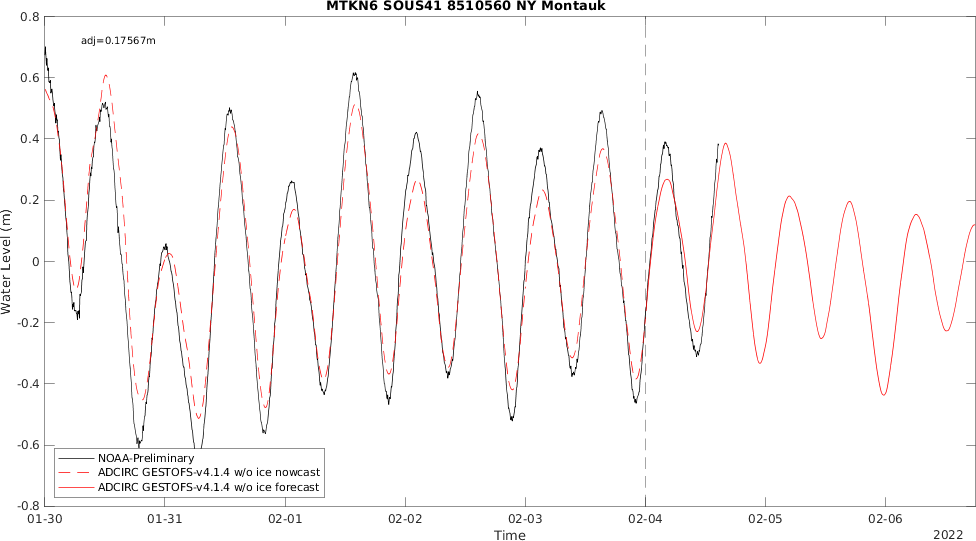 MTKN6 SOUS41 8510560 NY Montauk
adj=0.17567m
0.8
0.6
0.4
0.2
0
-0.2
-0.4
-0.6
-0.8
Water Level (m)
NOAA-Preliminary
ADCIRC GESTOFS-v4.1.4 w/o ice nowcast
ADCIRC GESTOFS-v4.1.4 w/o ice forecast
01-30 01-31 02-01 02-02 02-03 02-04 02-05 02-06
Time
2022